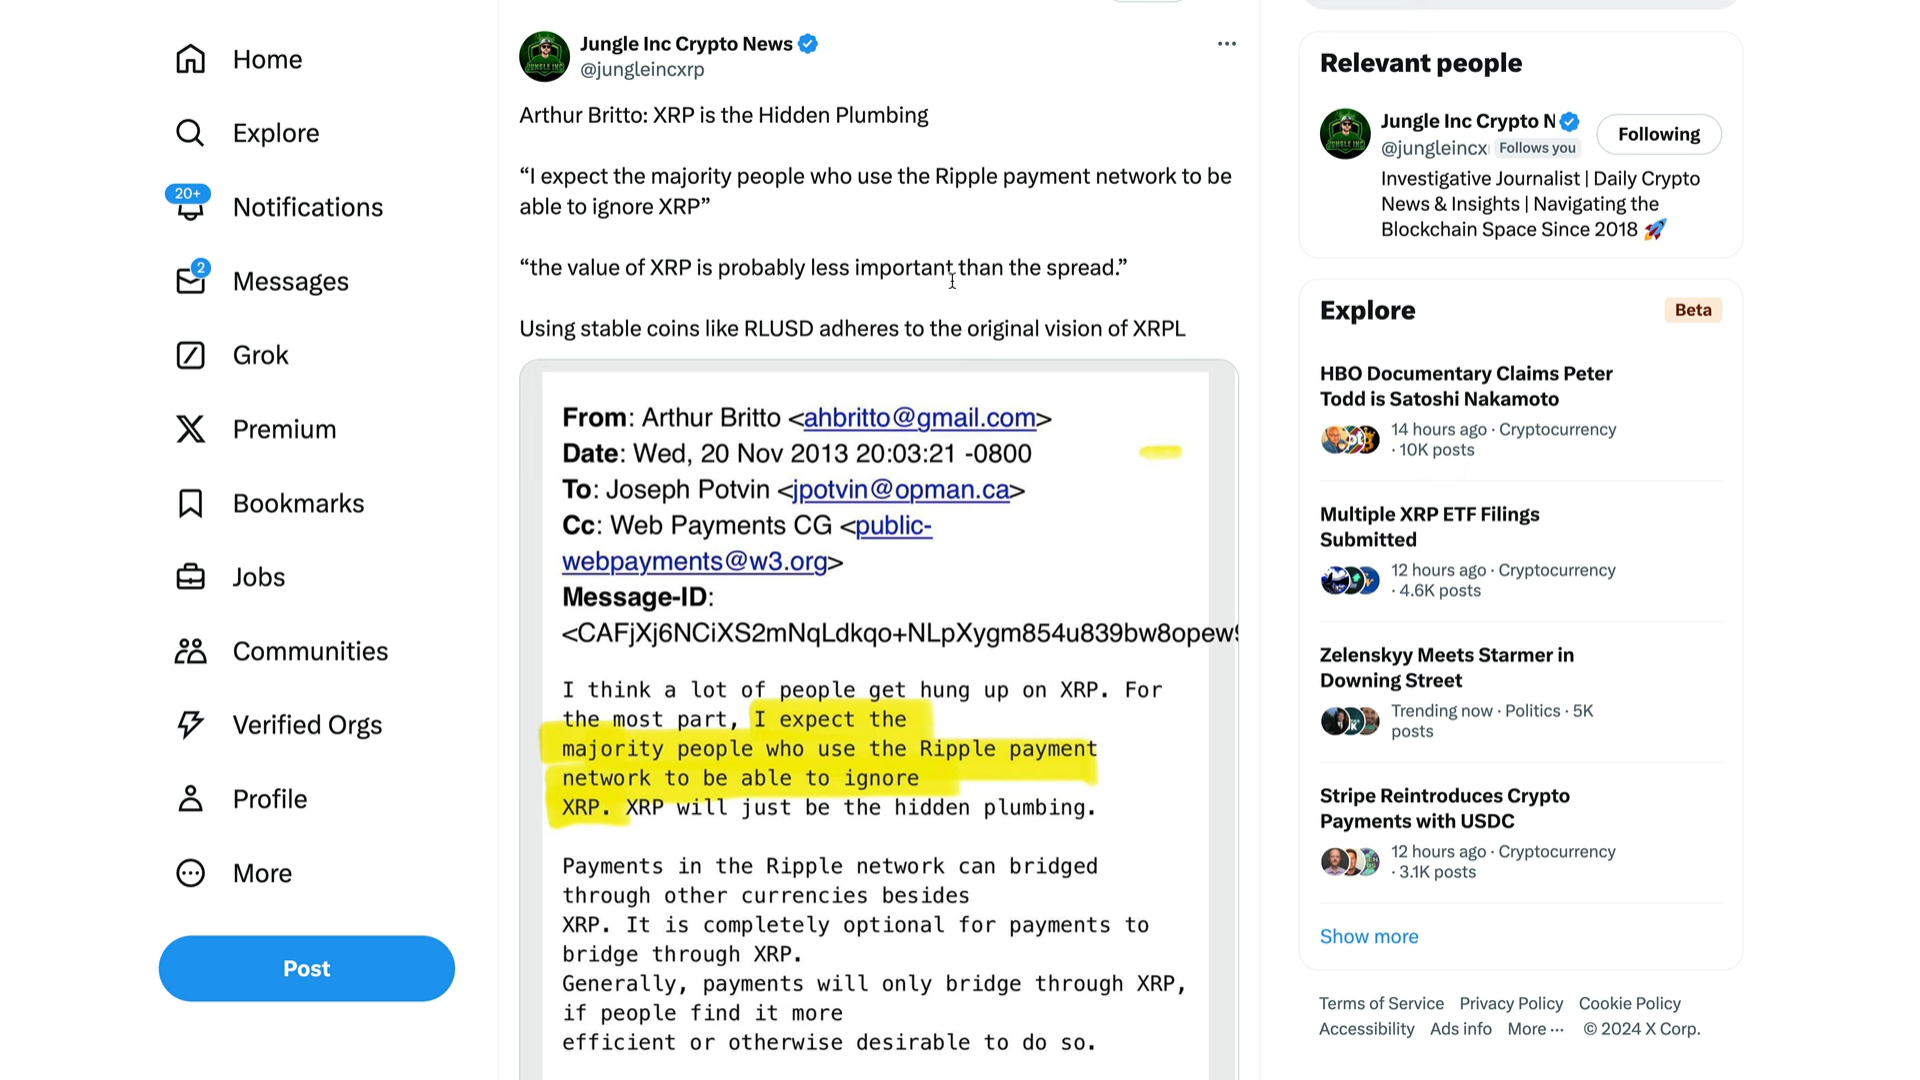 Home
Explore
20+
Notifications
2
Messages
Grok
Premium
Bookmarks
Jobs
Communities
Verified Orgs
Profile
More
Post
Jungle Inc Crypto News
@jungleincxrp
Arthur Britto: XRP is the Hidden Plumbing
“I expect the majority people who use the Ripple payment network to be
able to ignore XRP”
“the value of XRP is probably less important than the spread.”
Using stable coins like RLUSD adheres to the original vision of XRPL
From: Arthur Britto <ahbritto@gmail.com>
Date: Wed, 20 Nov 2013 20:03:21 -0800
To: Joseph Potvin <jpotvin@opman.ca>
Cc: Web Payments CG <public-
webpayments@w3.org>
Message-ID:
<CAFjXj6NCiXS2mNqLdkqo+NLpXygm854u839bw8opew9
I think a lot of people get hung up on XRP. For
the most part, I expect the
majority people who use the Ripple payment
network to be able to ignore
XRP. XRP will just be the hidden plumbing.
Payments in the Ripple network can bridged
through other currencies besides
XRP. It is completely optional for payments to
bridge through XRP.
Generally, payments will only bridge through XRP,
if people find it more
efficient or otherwise desirable to do so.
Relevant people
Jungle Inc Crypto N
Following
@jungleincx Follows you
Investigative Journalist | Daily Crypto
News & Insights | Navigating the
Blockchain Space Since 2018 🚀
Explore
Beta
HBO Documentary Claims Peter
Todd is Satoshi Nakamoto
14 hours ago · Cryptocurrency
· 10K posts
Multiple XRP ETF Filings
Submitted
12 hours ago · Cryptocurrency
· 4.6K posts
Zelenskyy Meets Starmer in
Downing Street
Trending now · Politics · 5K
posts
Stripe Reintroduces Crypto
Payments with USDC
12 hours ago · Cryptocurrency
· 3.1K posts
Show more
Terms of Service Privacy Policy Cookie Policy
Accessibility Ads info More ··· © 2024 X Corp.